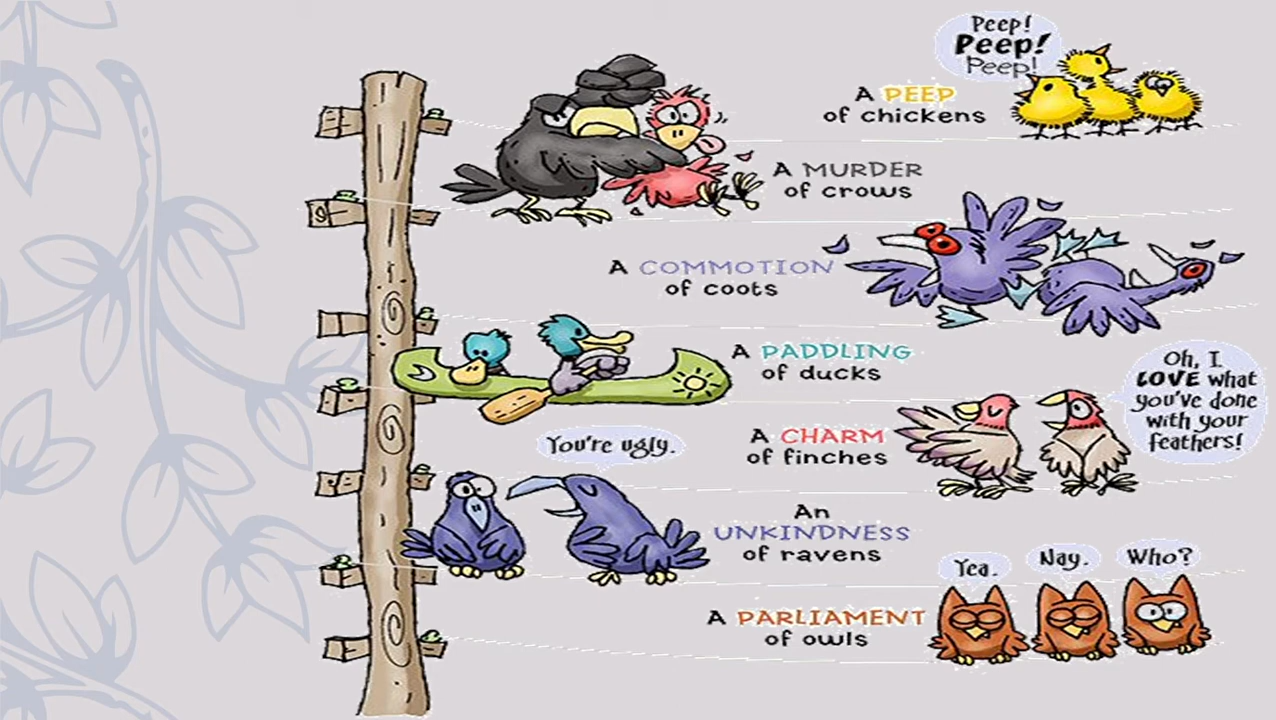 Peep!
Peep!
Peep!
A PEEP
of chickens
A MURDER
of crows
A COMMOTION
of coots
A PADDLING
of ducks
Oh, I
LOVE what
you've done
with your
feathers!
A CHARM
of finches
You're ugly.
An
UNKINDNESS
of ravens
Yea.
Nay.
Who?
A PARLIAMENT
of owls